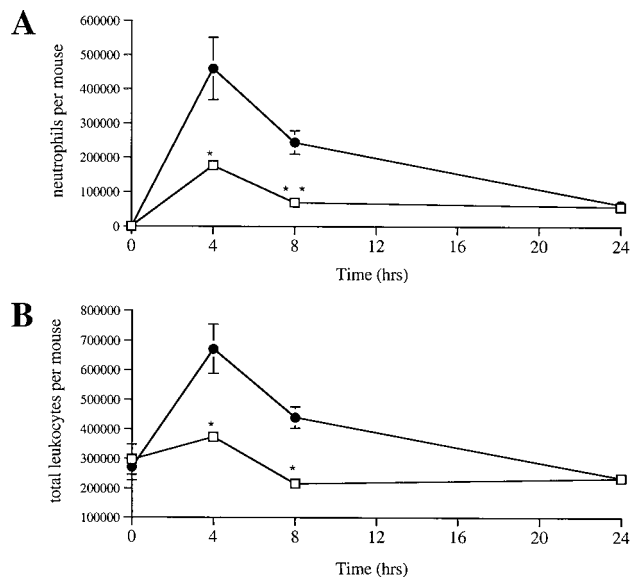 A
600000
500000
400000
300000
200000
100000
0
neutrophils per mouse
*
* *
0 4 8 12 16 20 24
Time (hrs)
B
800000
700000
600000
500000
400000
300000
200000
100000
total leukocytes per mouse
*
*
0 4 8 12 16 20 24
Time (hrs)